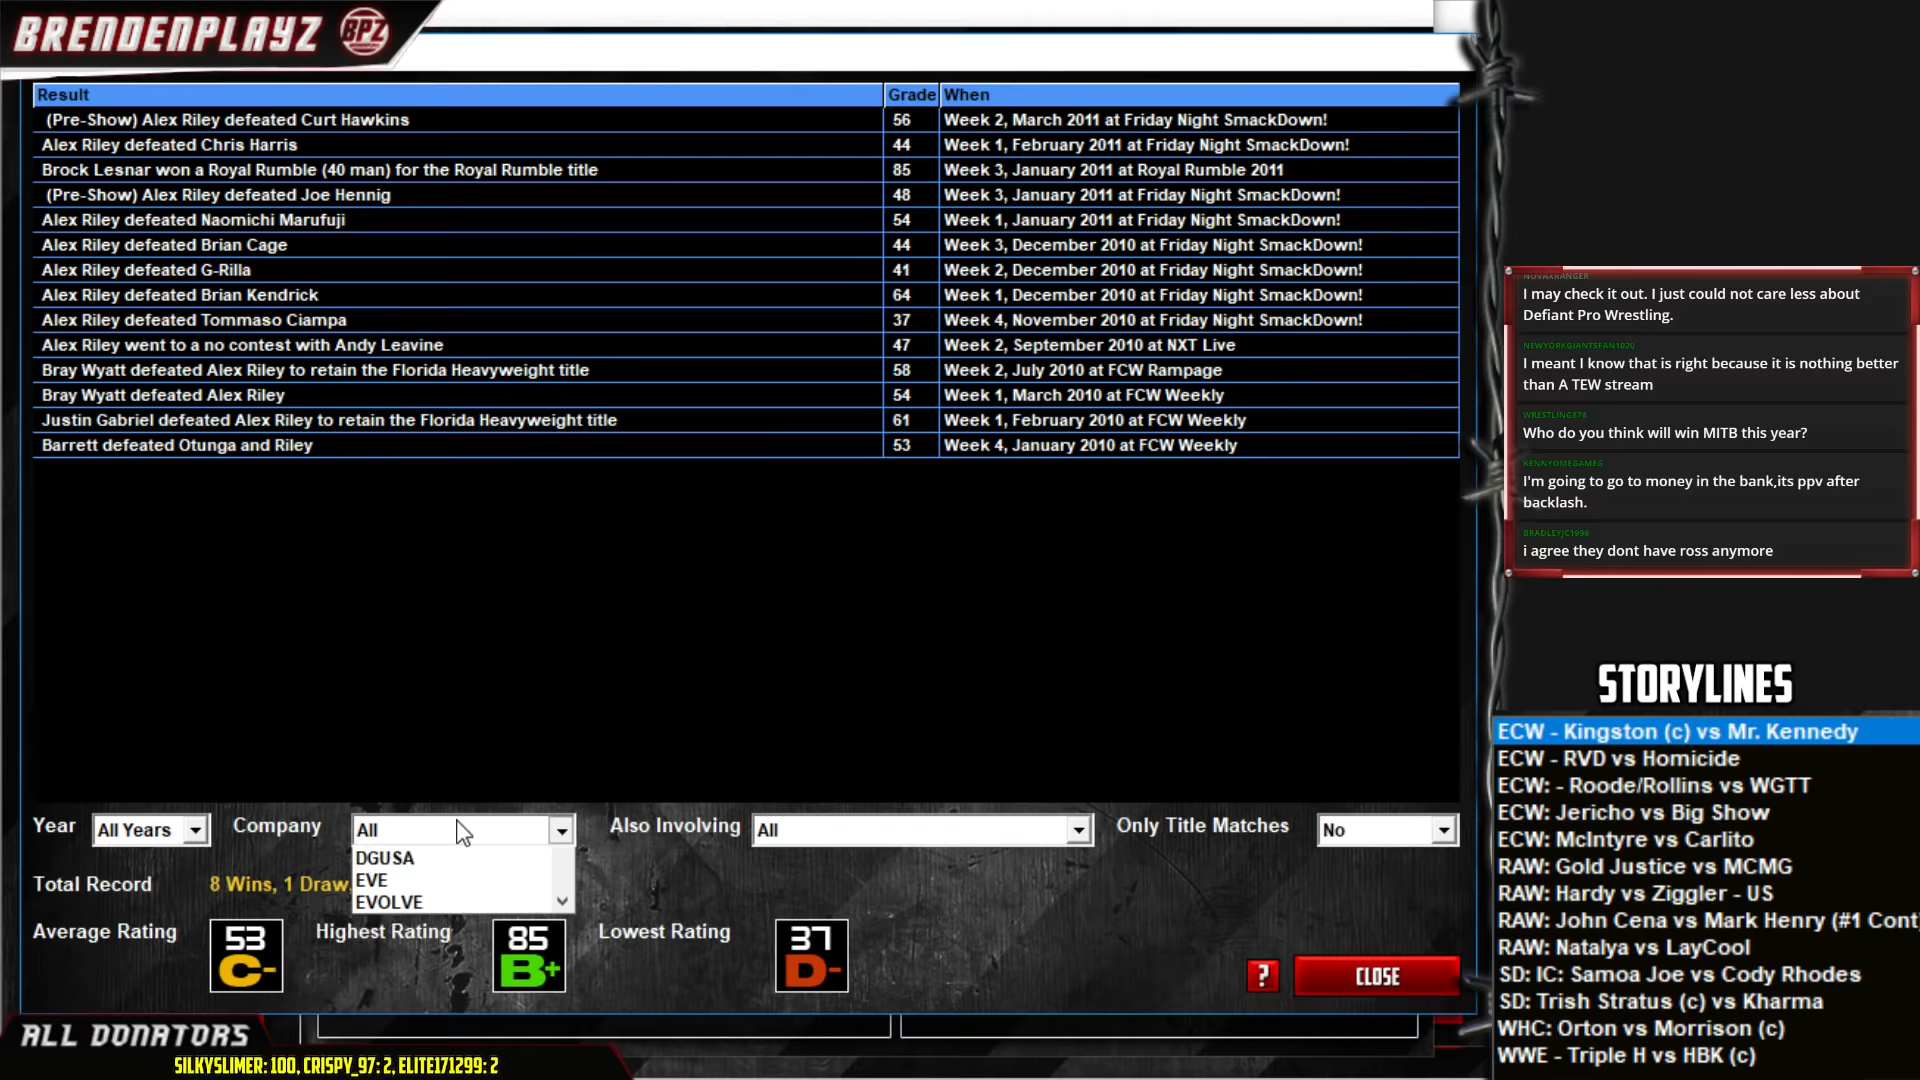 BRENDENPLAYZ BPZ
Result Grade When
(Pre-Show) Alex Riley defeated Curt Hawkins 56 Week 2, March 2011 at Friday Night SmackDown!
Alex Riley defeated Chris Harris 44 Week 1, February 2011 at Friday Night SmackDown!
Brock Lesnar won a Royal Rumble (40 man) for the Royal Rumble title 85 Week 3, January 2011 at Royal Rumble 2011
(Pre-Show) Alex Riley defeated Joe Hennig 48 Week 3, January 2011 at Friday Night SmackDown!
Alex Riley defeated Naomichi Marufuji 54 Week 1, January 2011 at Friday Night SmackDown!
Alex Riley defeated Brian Cage 44 Week 3, December 2010 at Friday Night SmackDown!
Alex Riley defeated G-Rilla 41 Week 2, December 2010 at Friday Night SmackDown!
Alex Riley defeated Brian Kendrick 64 Week 1, December 2010 at Friday Night SmackDown!
Alex Riley defeated Tommaso Ciampa 37 Week 4, November 2010 at Friday Night SmackDown!
Alex Riley went to a no contest with Andy Leavine 47 Week 2, September 2010 at NXT Live
Bray Wyatt defeated Alex Riley to retain the Florida Heavyweight title 58 Week 2, July 2010 at FCW Rampage
Bray Wyatt defeated Alex Riley 54 Week 1, March 2010 at FCW Weekly
Justin Gabriel defeated Alex Riley to retain the Florida Heavyweight title 61 Week 1, February 2010 at FCW Weekly
Barrett defeated Otunga and Riley 53 Week 4, January 2010 at FCW Weekly
Year All Years Company All Also Involving All Only Title Matches No
DGUSA
EVE
EVOLVE
Total Record 8 Wins, 1 Draw,
Average Rating 53 C- Highest Rating 85 B+ Lowest Rating 37 D-
? CLOSE
ALL DONATORS
SILKYSLIMER: 100, CRISPY_97: 2, ELITE171299: 2
NOVAXRANGER
I may check it out. I just could not care less about
Defiant Pro Wrestling.
NEWYORKGIANTSFAN1020
I meant I know that is right because it is nothing better
than A TEW stream
WRESTLING876
Who do you think will win MITB this year?
KENNYOMEGAMEG
I'm going to go to money in the bank,its ppv after
backlash.
BRADLEYJC1998
i agree they dont have ross anymore
STORYLINES
ECW - Kingston (c) vs Mr. Kennedy
ECW - RVD vs Homicide
ECW: - Roode/Rollins vs WGTT
ECW: Jericho vs Big Show
ECW: McIntyre vs Carlito
RAW: Gold Justice vs MCMG
RAW: Hardy vs Ziggler - US
RAW: John Cena vs Mark Henry (#1 Cont
RAW: Natalya vs LayCool
SD: IC: Samoa Joe vs Cody Rhodes
SD: Trish Stratus (c) vs Kharma
WHC: Orton vs Morrison (c)
WWE - Triple H vs HBK (c)